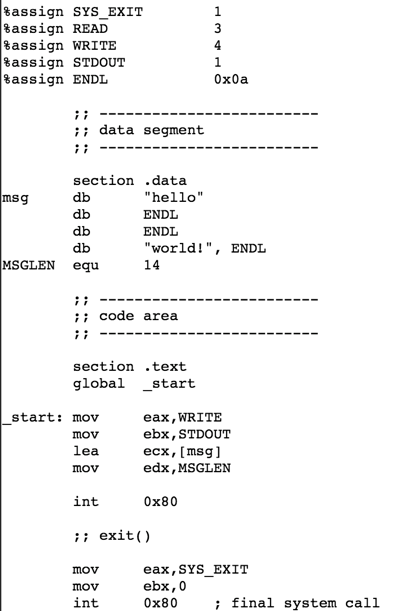 %assign SYS_EXIT        1
%assign READ            3
%assign WRITE           4
%assign STDOUT          1
%assign ENDL            0x0a

        ;; --------------------------
        ;; data segment
        ;; --------------------------

        section .data
msg     db      "hello"
        db      ENDL
        db      ENDL
        db      "world!", ENDL
MSGLEN  equ     14

        ;; --------------------------
        ;; code area
        ;; --------------------------

        section .text
        global  _start

_start: mov     eax,WRITE
        mov     ebx,STDOUT
        lea     ecx,[msg]
        mov     edx,MSGLEN

        int     0x80

        ;; exit()

        mov     eax,SYS_EXIT
        mov     ebx,0
        int     0x80    ; final system call